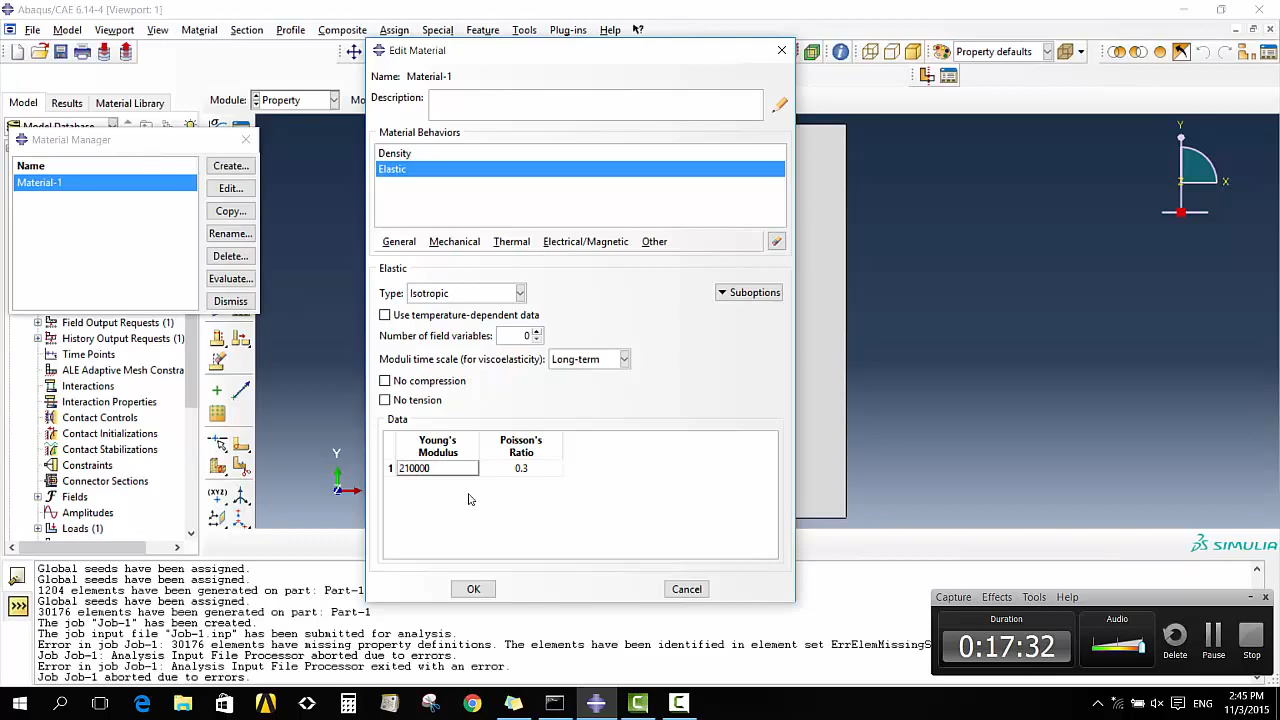 Abaqus/CAE 6.14-4 [Viewport: 1]
File Model Viewport View Material Section Profile Composite Assign Special Feature Tools Plug-ins Help
Property defaults
Model Results Material Library Module: Property
Model Database
Material Manager
Name
Material-1
Create...
Edit...
Copy...
Rename...
Delete...
Evaluate...
Dismiss
Field Output Requests (1)
History Output Requests (1)
Time Points
ALE Adaptive Mesh Constra
Interactions
Interaction Properties
Contact Controls
Contact Initializations
Contact Stabilizations
Constraints
Connector Sections
Fields
Amplitudes
Loads (1)
(XYZ)
Edit Material
Name: Material-1
Description:
Material Behaviors
Density
Elastic
General Mechanical Thermal Electrical/Magnetic Other
Elastic
Type: Isotropic
Suboptions
Use temperature-dependent data
Number of field variables: 0
Moduli time scale (for viscoelasticity): Long-term
No compression
No tension
Data
Young's Modulus
Poisson's Ratio
1 210000 0.3
OK Cancel
Y
X
Z
Y
SIMULIA
Global seeds have been assigned.
1204 elements have been generated on part: Part-1
Global seeds have been assigned.
30176 elements have been generated on part: Part-1
The job "Job-1" has been created.
The job input file "Job-1.inp" has been submitted for analysis.
Error in job Job-1: 30176 elements have missing property definitions. The elements have been identified in element set ErrElemMissingS
Job Job-1: Analysis Input File Processor aborted due to errors.
Error in job Job-1: Analysis Input File Processor exited with an error.
Job Job-1 aborted due to errors.
Capture Effects Tools Help
Duration
0:17:32
Audio
Delete
Pause
Stop
ENG
2:45 PM
11/3/2015